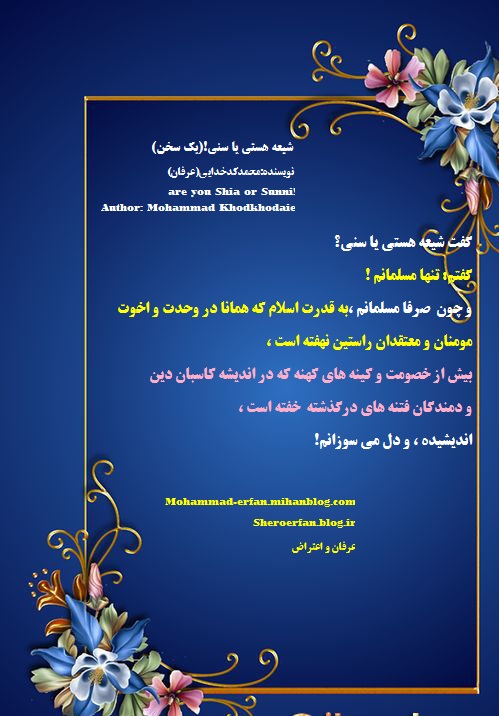 شیعه هستی یا سنی!(یک سخن)
نویسنده:محمدکدخدایی(عرفان)
are you Shia or Sunni!
Author: Mohammad Khodkhodaie
گفت شیعه هستی یا سنی؟
گفتم: تنها مسلمانم !
و چون صرفا مسلمانم ،به قدرت اسلام که همانا در وحدت و اخوت
مومنان و معتقدان راستین نهفته است ،
بیش از خصومت و کینه های کهنه که در اندیشه کاسبان دین
و دمندگان فتنه های درگذشته خفته است ،
اندیشیده ، و دل می سوزانم!
Mohammad-erfan.mihanblog.com
Sheroerfan.blog.ir
عرفان و اعتراض